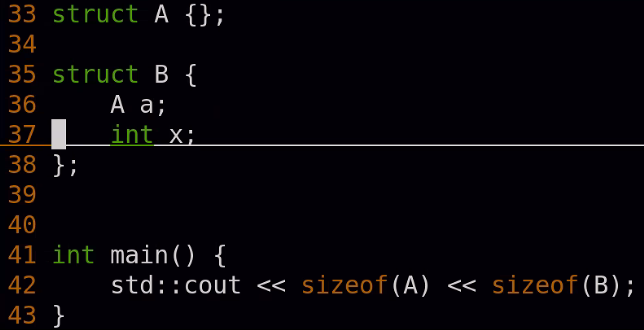 33 struct A {};
34
35 struct B {
36     A a;
37     int x;
38 };
39
40
41 int main() {
42     std::cout << sizeof(A) << sizeof(B);
43 }